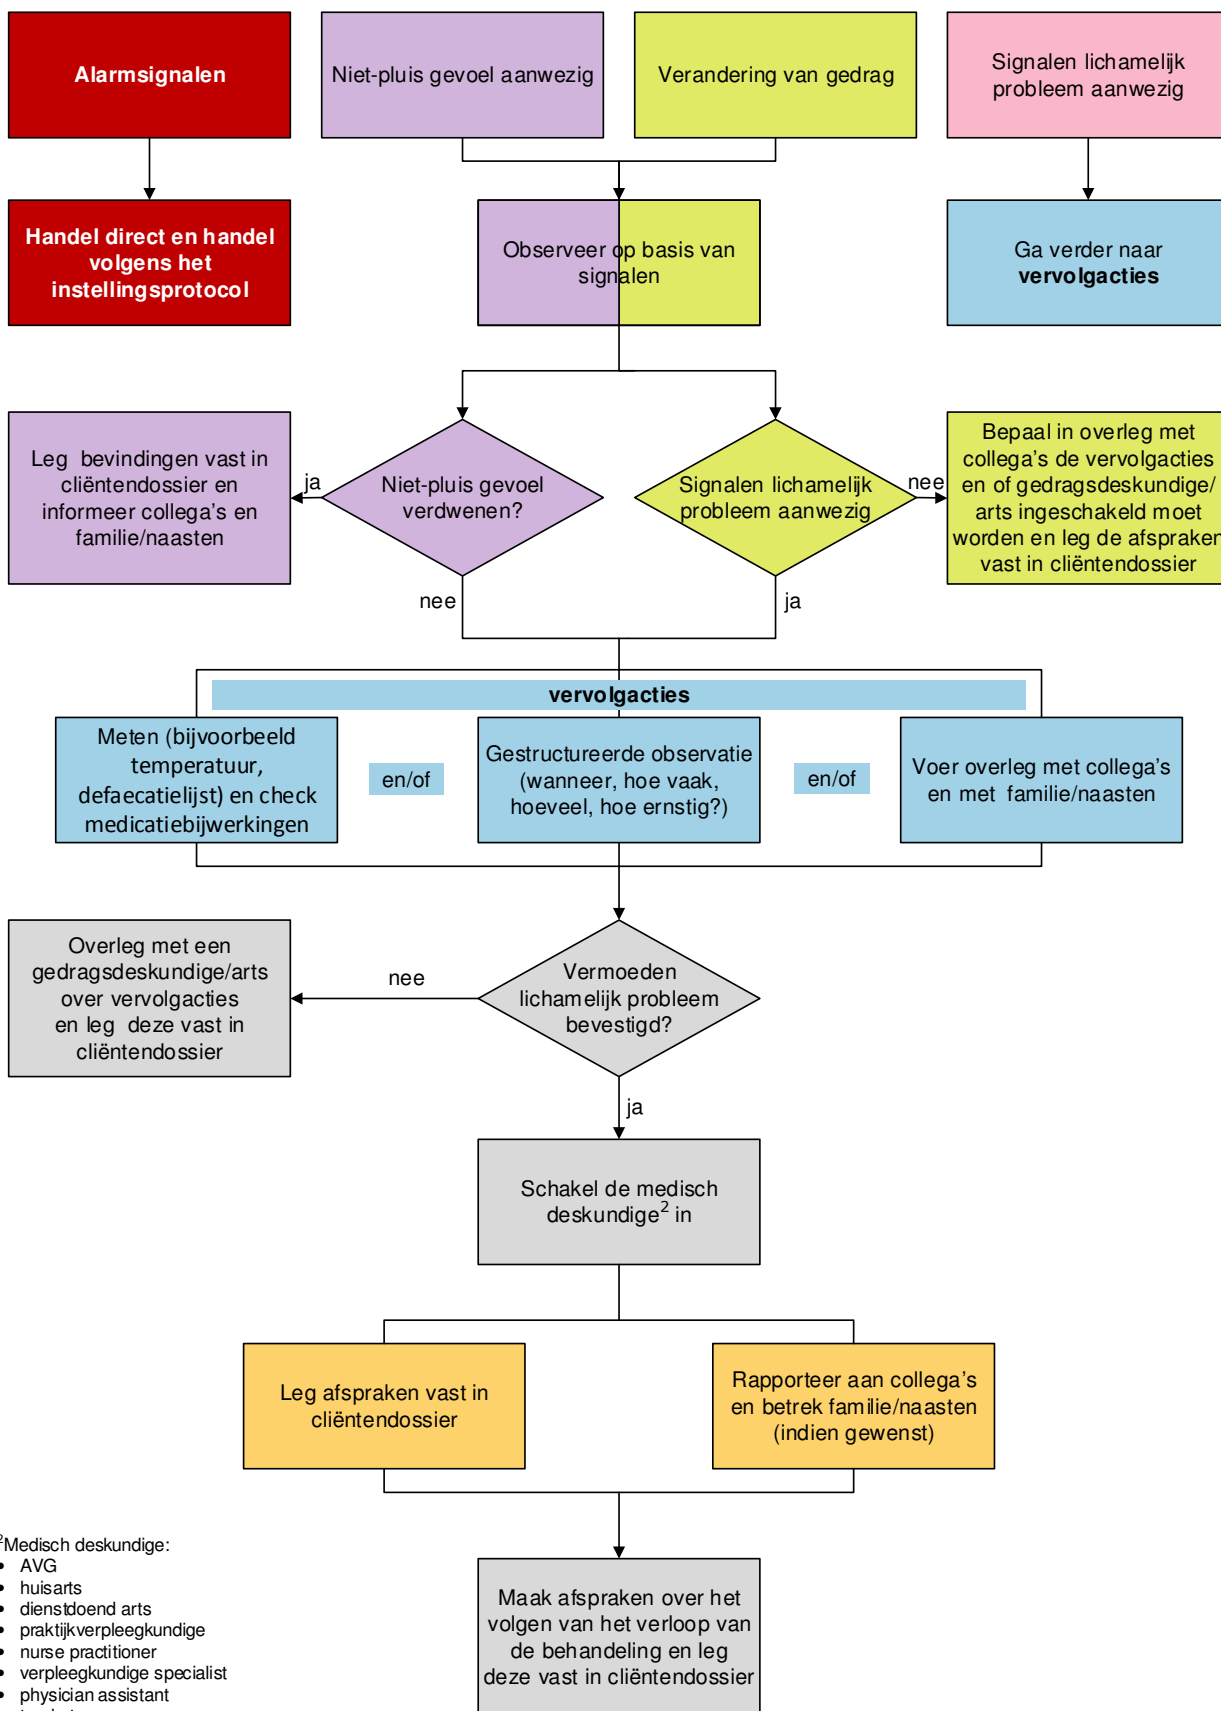 Alarmsignalen
Niet-pluis gevoel aanwezig
Verandering van gedrag
Signalen lichamelijk
probleem aanwezig
Handel direct en handel
volgens het
instellingsprotocol
Observeer op basis van
signalen
Ga verder naar
vervolgacties
Leg bevindingen vast in
cliëntendossier en
informeer collega's en
familie/naasten
ja
Niet-pluis gevoel
verdwenen?
Signalen lichamelijk
probleem aanwezig
nee
Bepaal in overleg met
collega's de vervolgacties
en of gedragsdeskundige/
arts ingeschakeld moet
worden en leg de afspraken
vast in cliëntendossier
nee
ja
vervolgacties
Meten (bijvoorbeeld
temperatuur,
defaecatielijst) en check
medicatiebijwerkingen
en/of
Gestructureerde observatie
(wanneer, hoe vaak,
hoeveel, hoe ernstig?)
en/of
Voer overleg met collega's
en met familie/naasten
Overleg met een
gedragsdeskundige/arts
over vervolgacties
en leg deze vast in
cliëntendossier
nee
Vermoeden
lichamelijk probleem
bevestigd?
ja
Schakel de medisch
deskundige² in
Leg afspraken vast in
cliëntendossier
Rapporteer aan collega's
en betrek familie/naasten
(indien gewenst)
Maak afspraken over het
volgen van het verloop van
de behandeling en leg
deze vast in cliëntendossier
²Medisch deskundige:
• AVG
• huisarts
• dienstdoend arts
• praktijkverpleegkundige
• nurse practitioner
• verpleegkundige specialist
• physician assistant